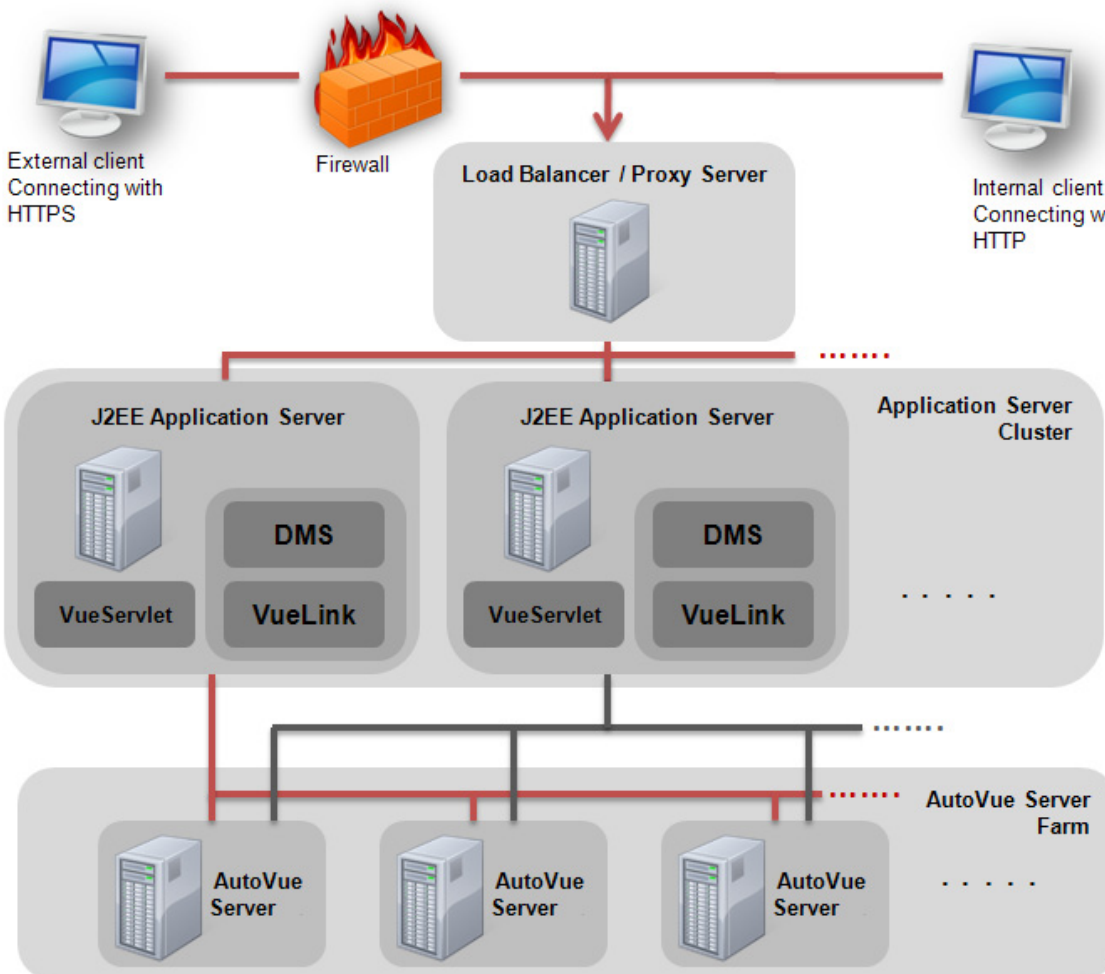 External client
Connecting with
HTTPS
Firewall
Load Balancer / Proxy Server
Internal client
Connecting
HTTP
J2EE Application Server
DMS
VueServlet
VueLink
J2EE Application Server
DMS
VueServlet
VueLink
Application Server
Cluster
AutoVue Server
Farm
AutoVue
Server
AutoVue
Server
AutoVue
Server